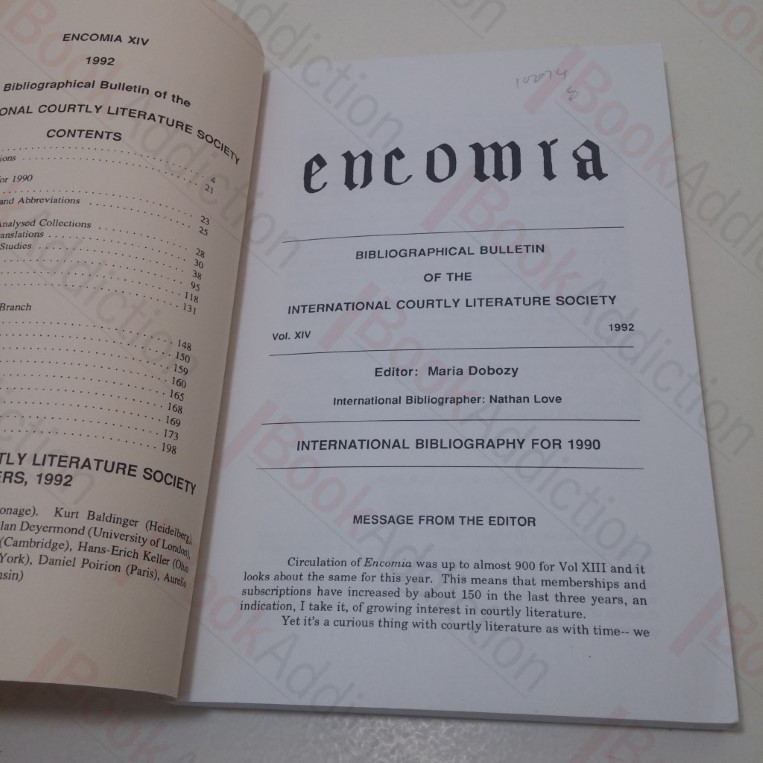 ENCOMIA XIV
1992
Bibliographical Bulletin of the
ONAL COURTLY LITERATURE SOCIETY
CONTENTS
ions . . . 4
21
or 1990
and Abbreviations . . . 23
25
Analysed Collections
anslations . . . 28
Studies . . . 30
38
95
118
131
Branch
148
150
159
160
165
168
169
173
198
TLY LITERATURE SOCIETY
ERS, 1992
onage), Kurt Baldinger (Heidelberg),
lan Deyermond (University of London),
(Cambridge), Hans-Erich Keller (Ohio
York), Daniel Poirion (Paris), Aurelio
nsin)
encomia
BIBLIOGRAPHICAL BULLETIN
OF THE
INTERNATIONAL COURTLY LITERATURE SOCIETY
Vol. XIV 1992
Editor: Maria Dobozy
International Bibliographer: Nathan Love
INTERNATIONAL BIBLIOGRAPHY FOR 1990
MESSAGE FROM THE EDITOR
Circulation of Encomia was up to almost 900 for Vol XIII and it
looks about the same for this year. This means that memberships and
subscriptions have increased by about 150 in the last three years, an
indication, I take it, of growing interest in courtly literature.
Yet it's a curious thing with courtly literature as with time-- we
BookAddiction